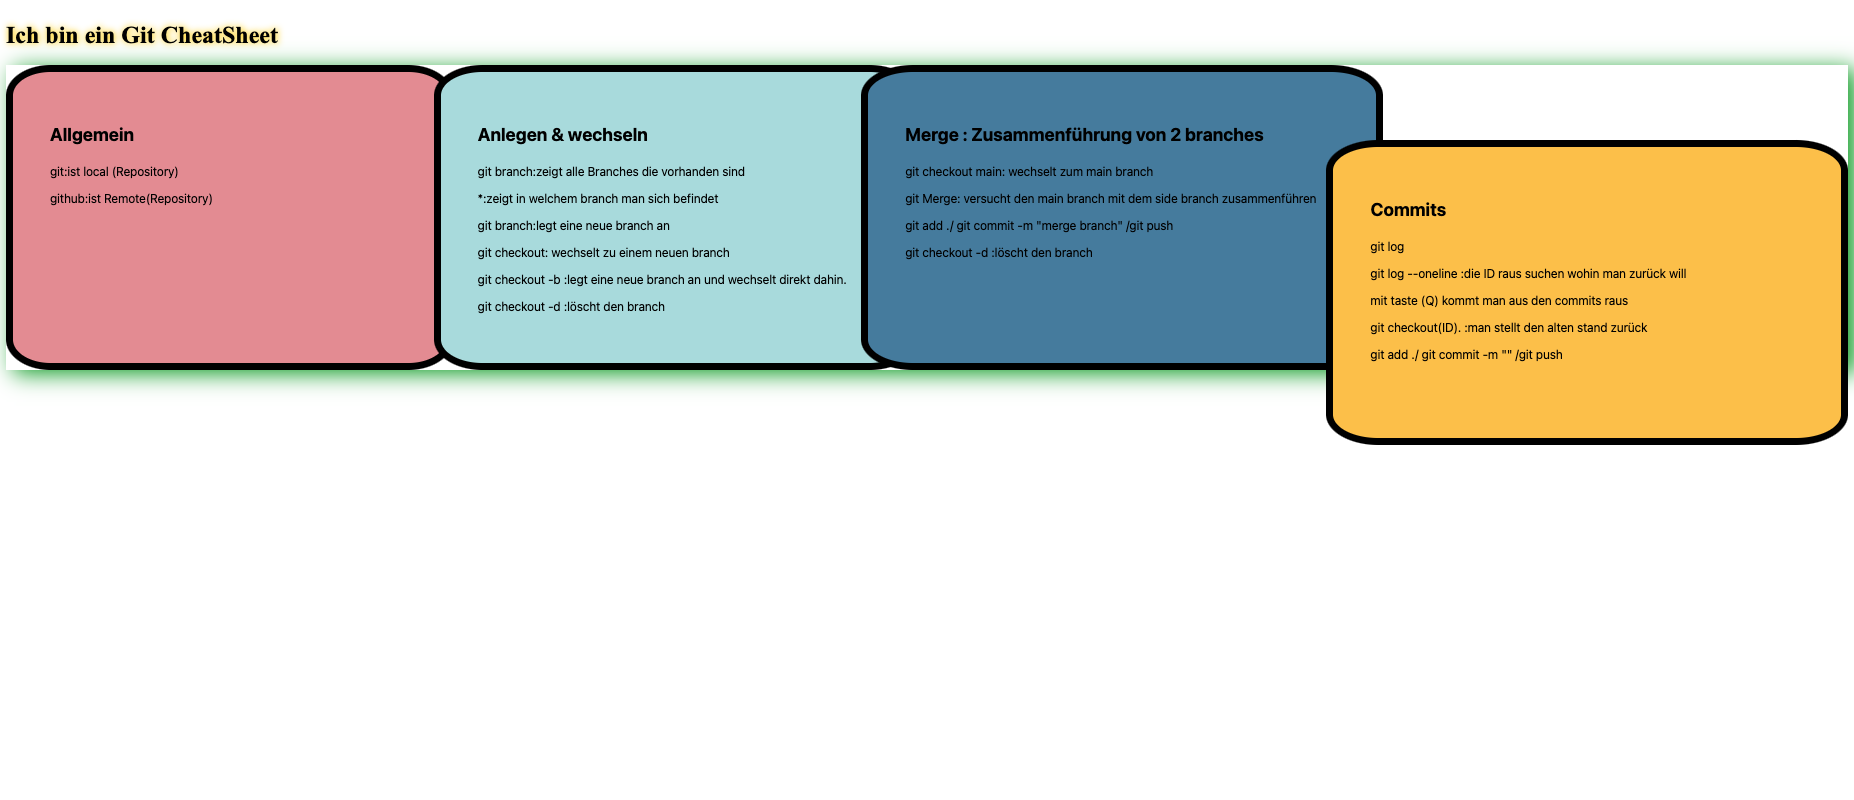 Ich bin ein Git CheatSheet
Allgemein
git:ist local (Repository)
github:ist Remote(Repository)
Anlegen & wechseln
git branch:zeigt alle Branches die vorhanden sind
*:zeigt in welchem branch man sich befindet
git branch:legt eine neue branch an
git checkout: wechselt zu einem neuen branch
git checkout -b :legt eine neue branch an und wechselt direkt dahin.
git checkout -d :löscht den branch
Merge : Zusammenführung von 2 branches
git checkout main: wechselt zum main branch
git Merge: versucht den main branch mit dem side branch zusammenführen
git add ./ git commit -m "merge branch" /git push
git checkout -d :löscht den branch
Commits
git log
git log --oneline :die ID raus suchen wohin man zurück will
mit taste (Q) kommt man aus den commits raus
git checkout(ID). :man stellt den alten stand zurück
git add ./ git commit -m "" /git push